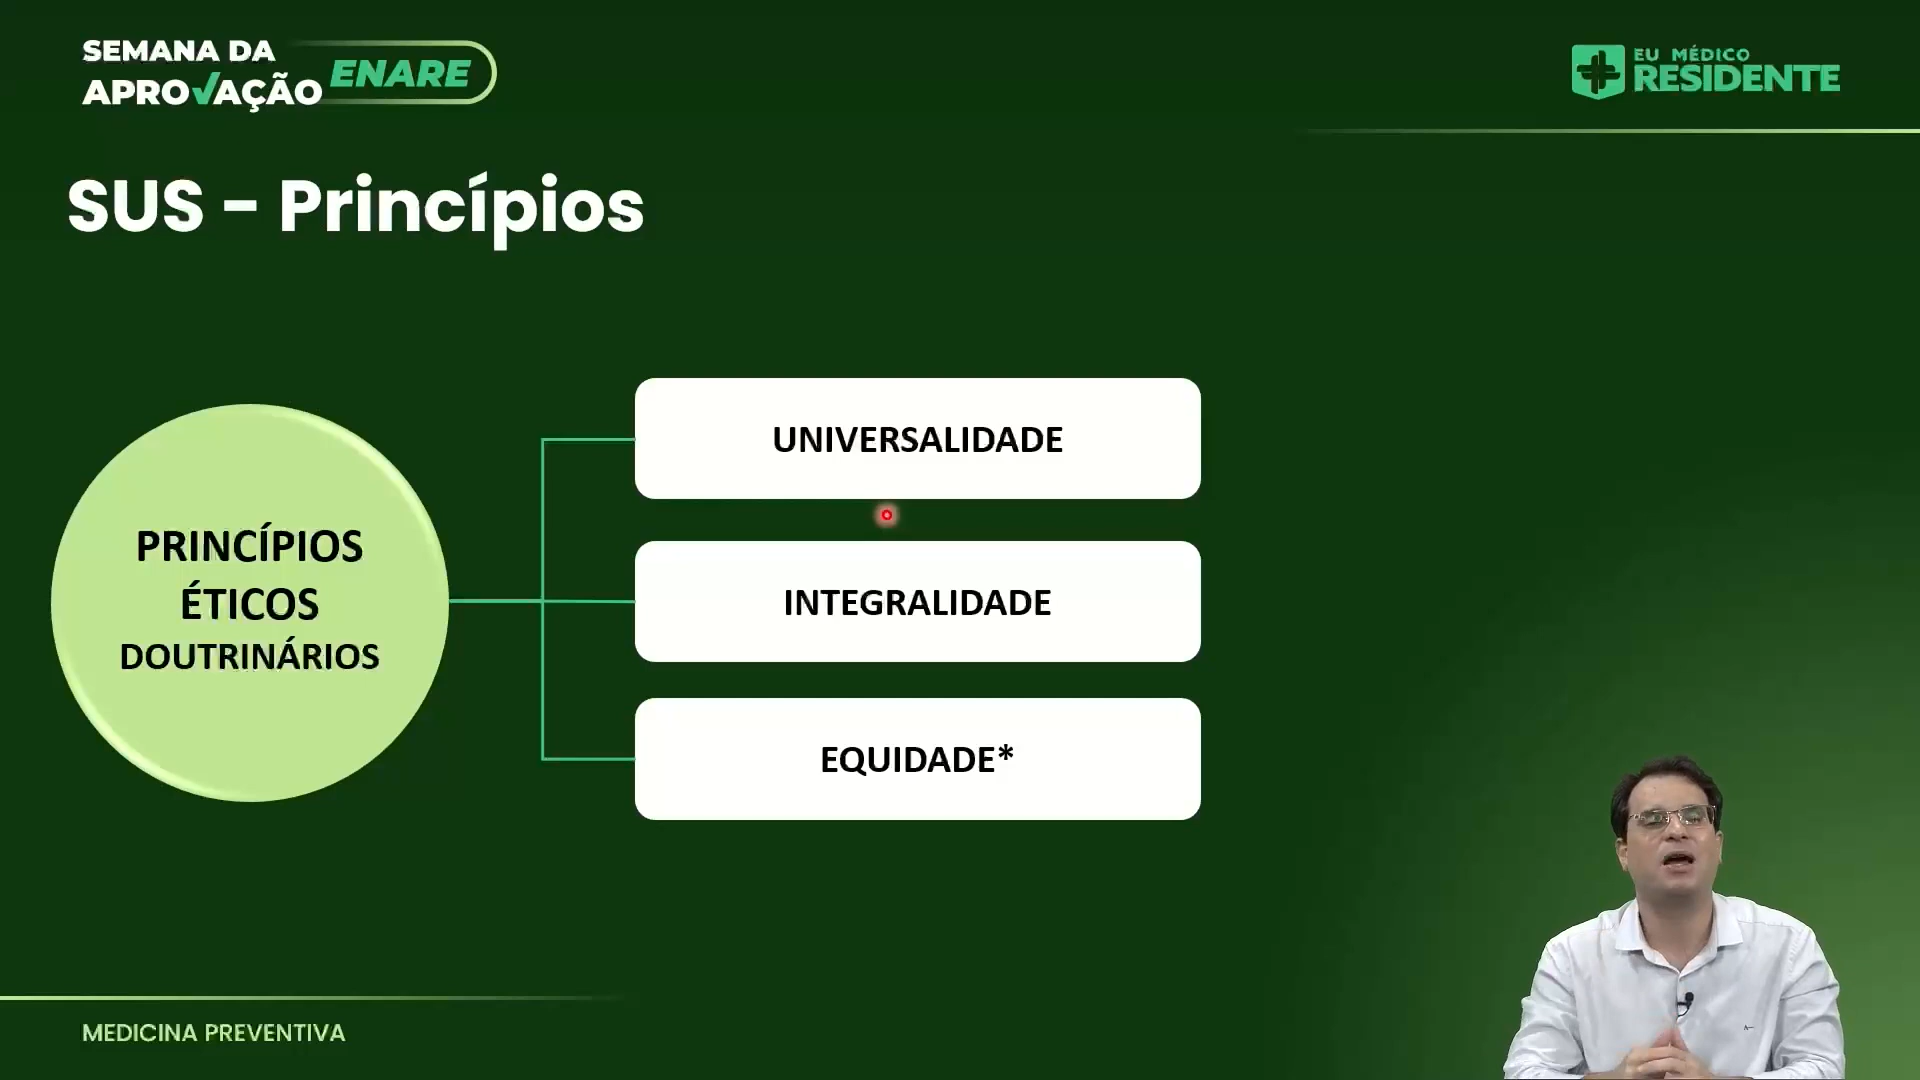 SEMANA DA
APROVAÇÃO ENARE
EU MÉDICO
RESIDENTE
SUS - Princípios
PRINCÍPIOS
ÉTICOS
DOUTRINÁRIOS
UNIVERSALIDADE
INTEGRALIDADE
EQUIDADE*
MEDICINA PREVENTIVA